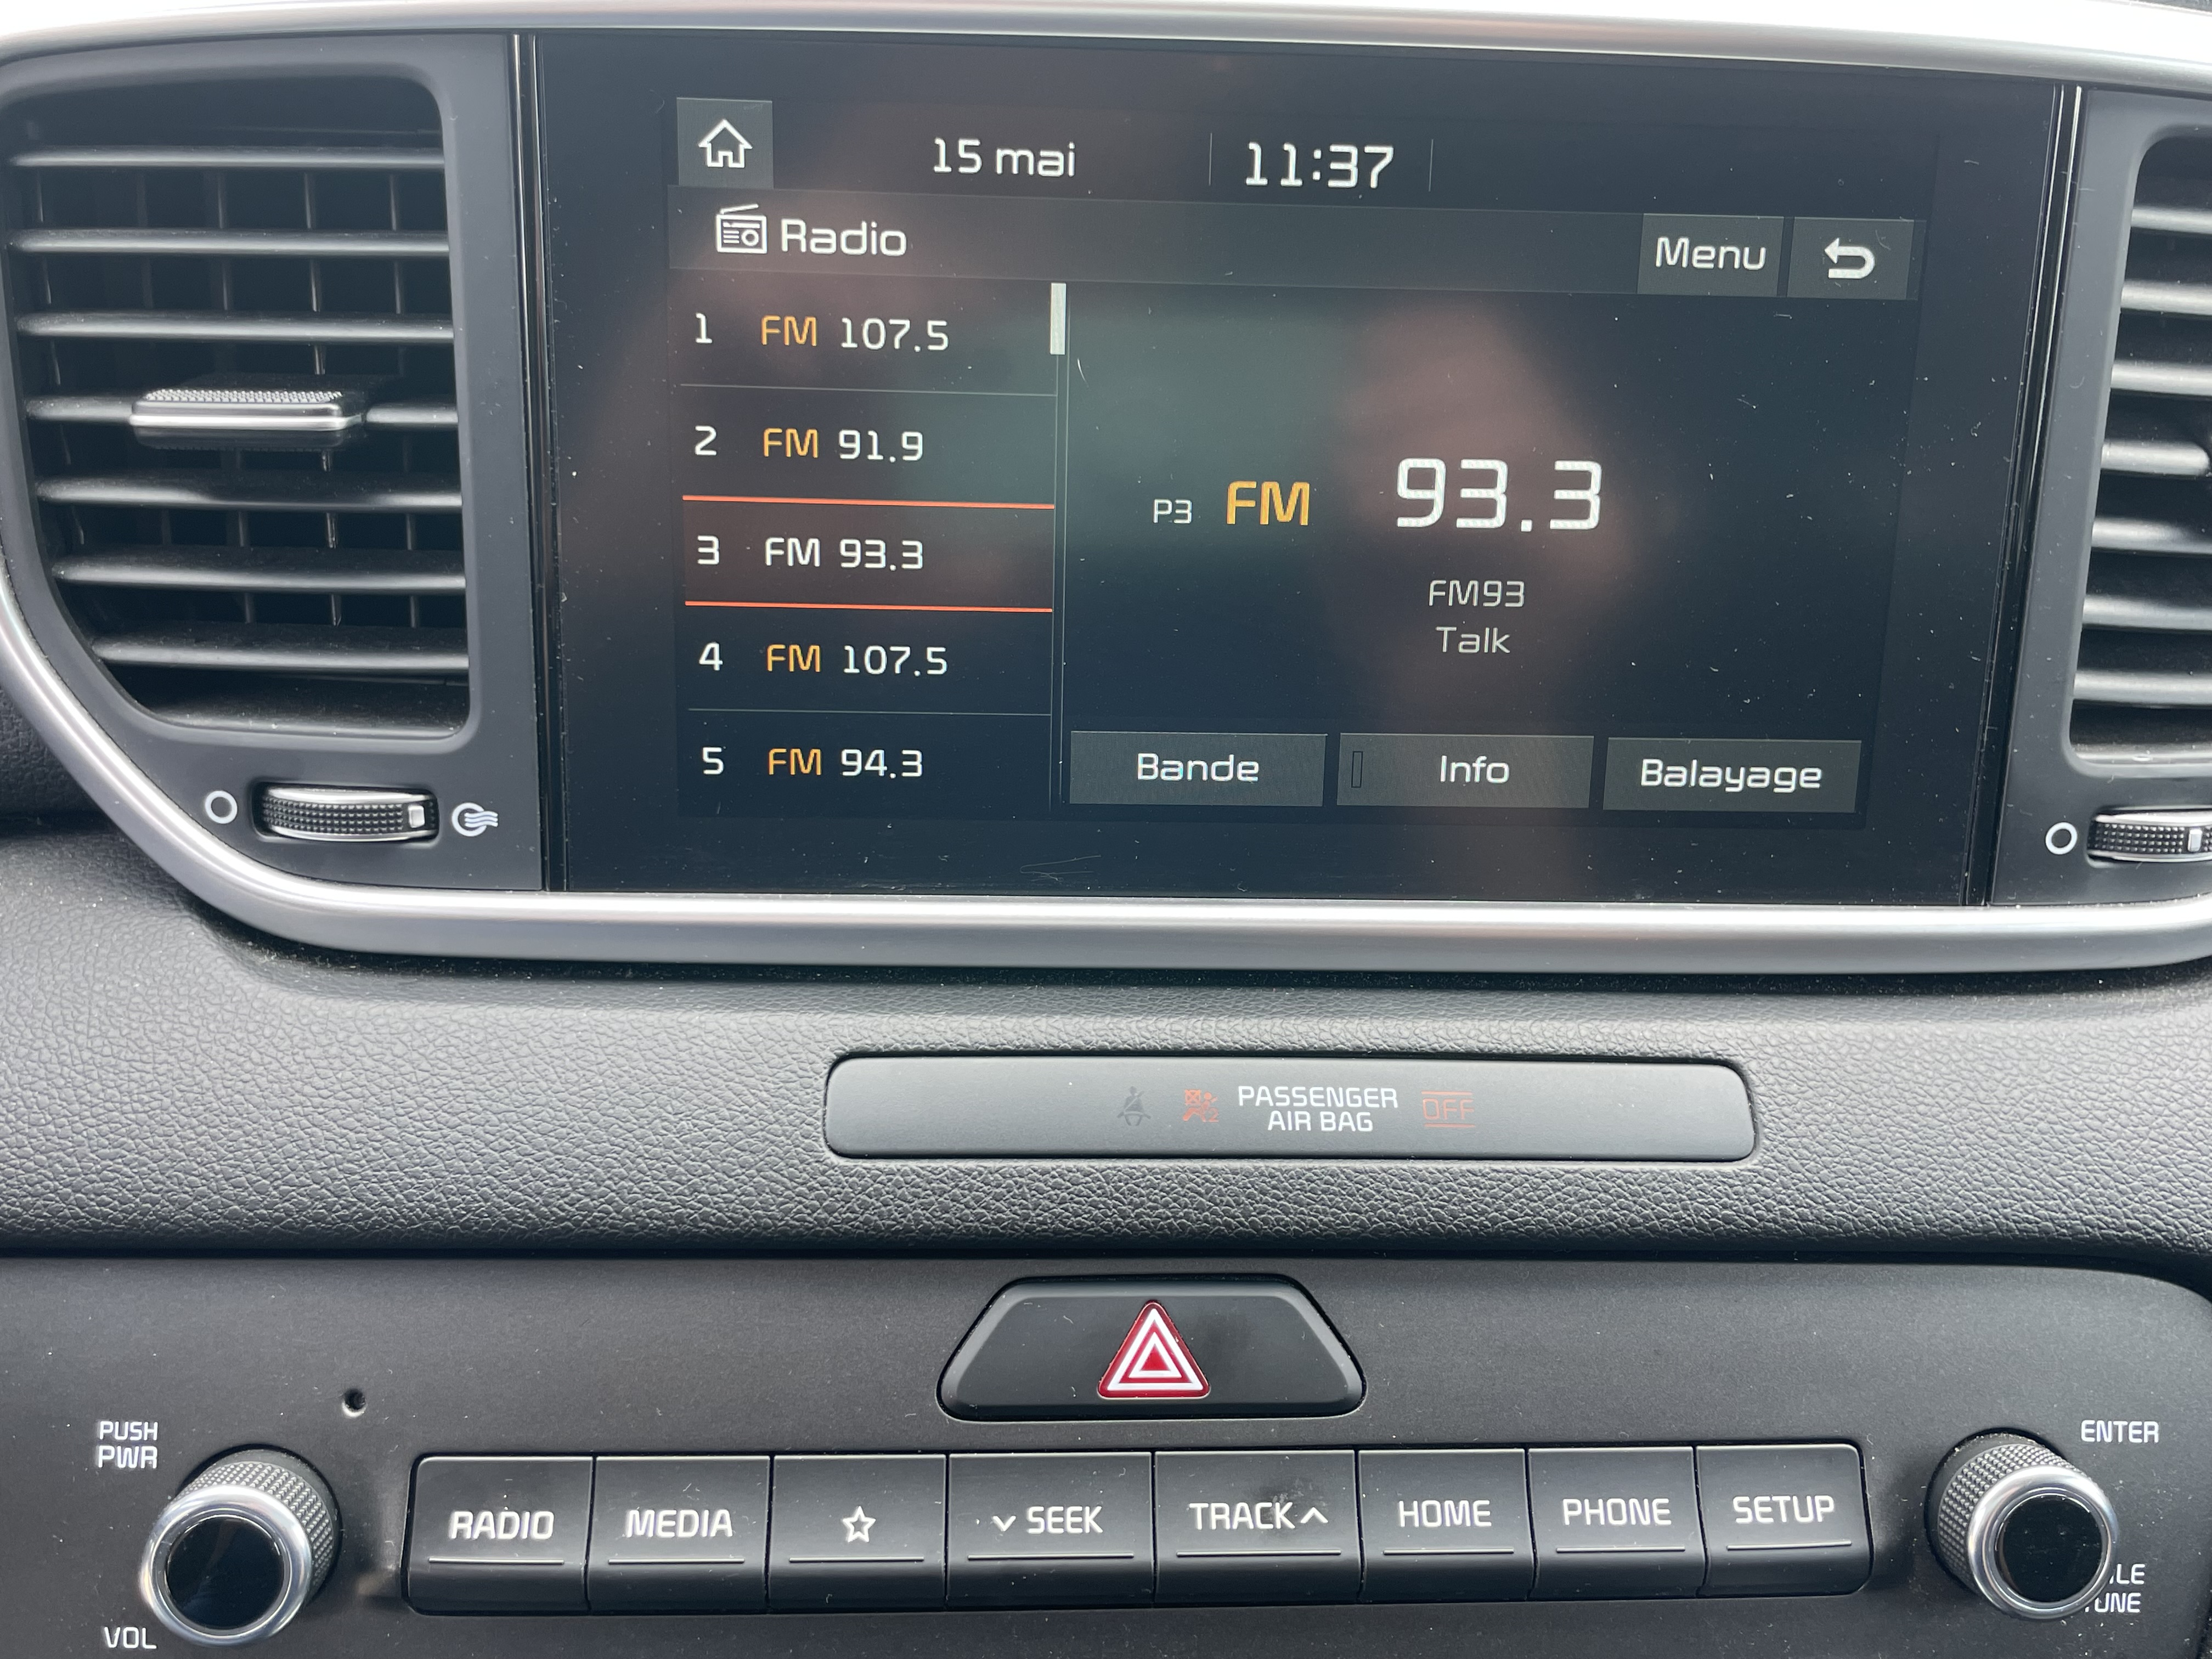 15 mai
11:37
Radio
Menu
1 FM 107.5
2 FM 91.9
3 FM 93.3
4 FM 107.5
5 FM 94.3
P3 FM 93.3
FM93
Talk
Bande
Info
Balayage
PASSENGER
AIR BAG
OFF
PUSH
PWR
VOL
RADIO
MEDIA
SEEK
TRACK
HOME
PHONE
SETUP
ENTER